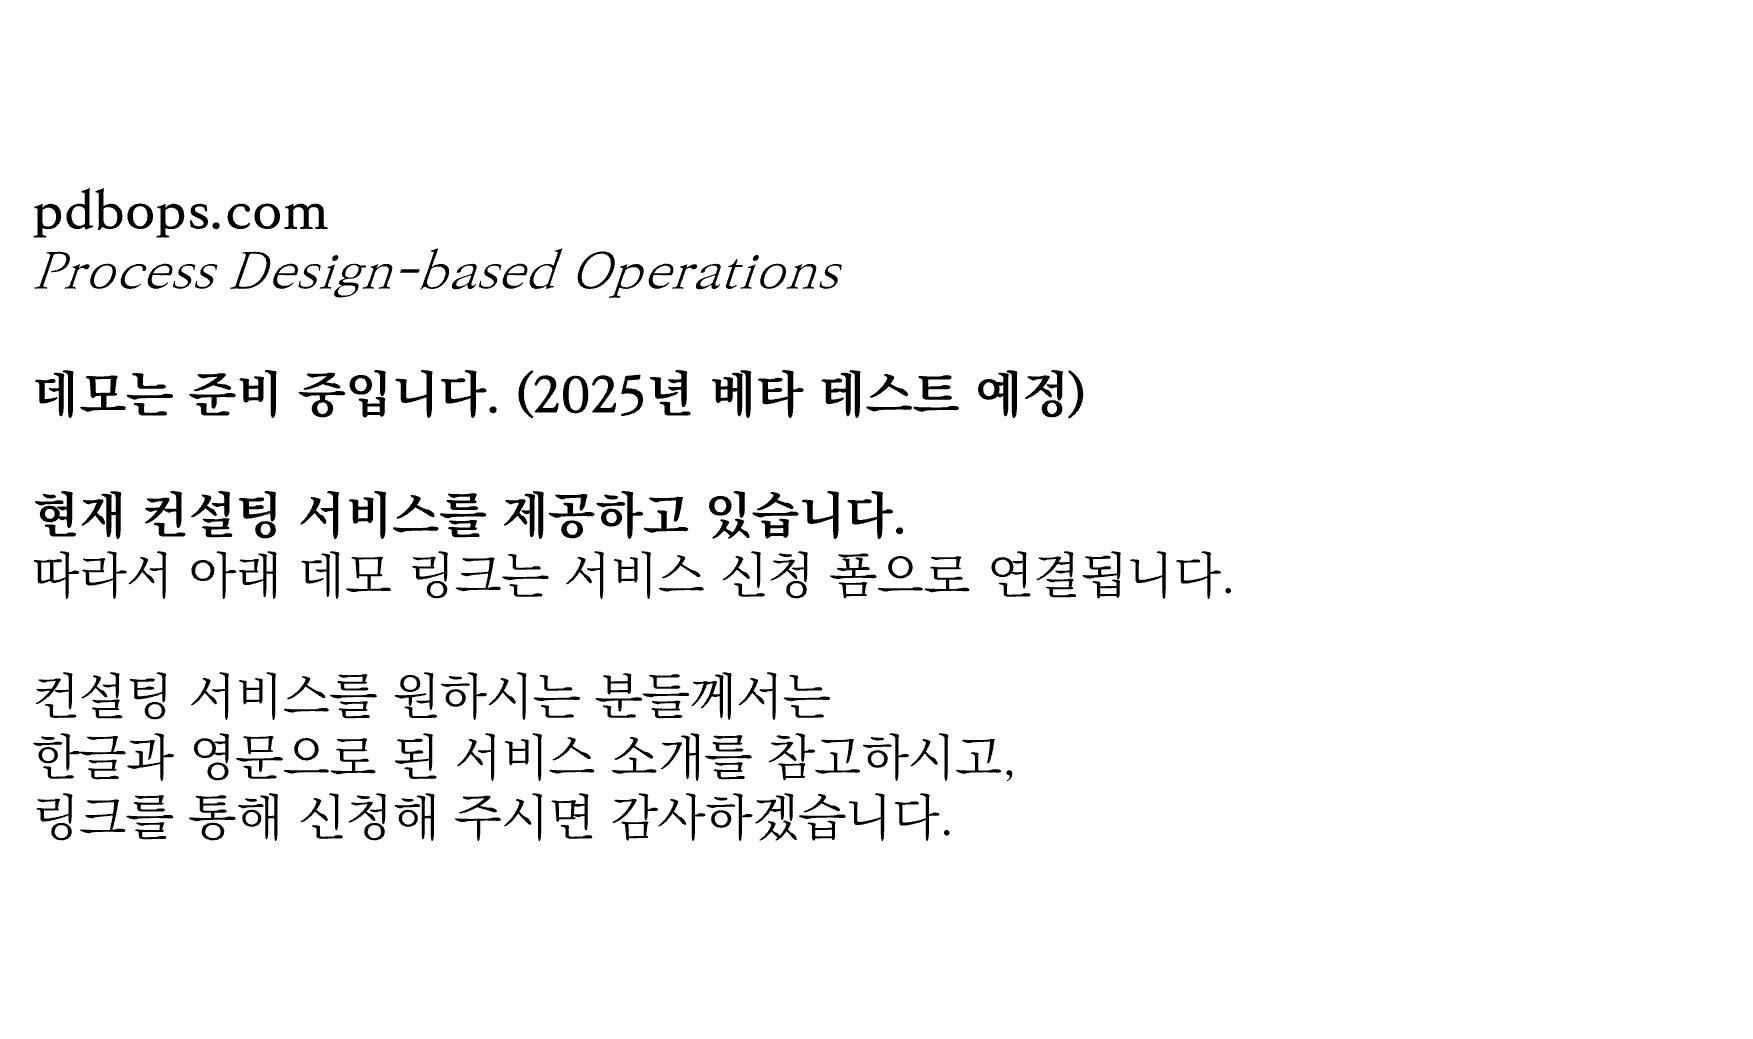 pdbops.com
Process Design-based Operations
데모는 준비 중입니다. (2025년 베타 테스트 예정)
현재 컨설팅 서비스를 제공하고 있습니다.
따라서 아래 데모 링크는 서비스 신청 폼으로 연결됩니다.
컨설팅 서비스를 원하시는 분들께서는
한글과 영문으로 된 서비스 소개를 참고하시고,
링크를 통해 신청해 주시면 감사하겠습니다.